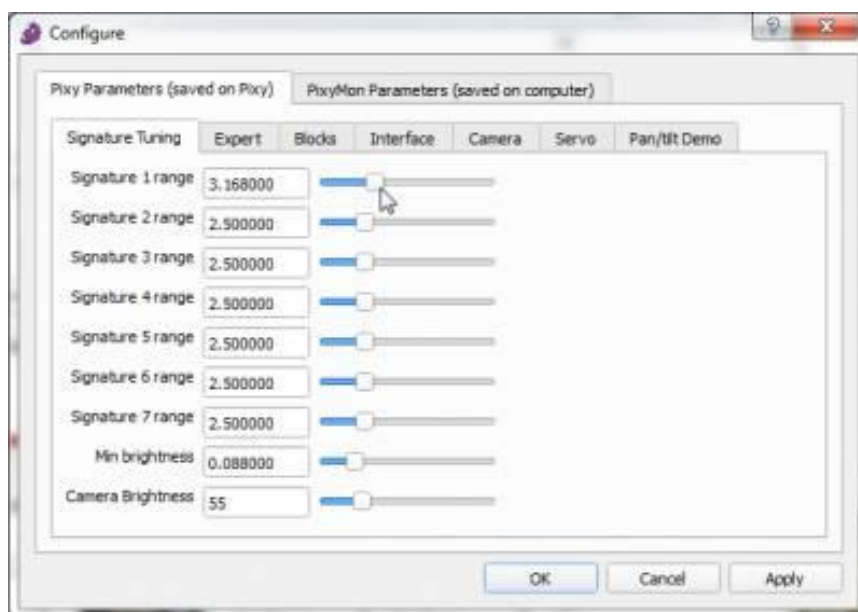 Configure
Pixy Parameters (saved on Pixy) PixyMon Parameters (saved on computer)
Signature Tuning Expert Blocks Interface Camera Servo Pan/tilt Demo
Signature 1 range 3.168000
Signature 2 range 2.500000
Signature 3 range 2.500000
Signature 4 range 2.500000
Signature 5 range 2.500000
Signature 6 range 2.500000
Signature 7 range 2.500000
Min brightness 0.088000
Camera Brightness 55
OK Cancel Apply